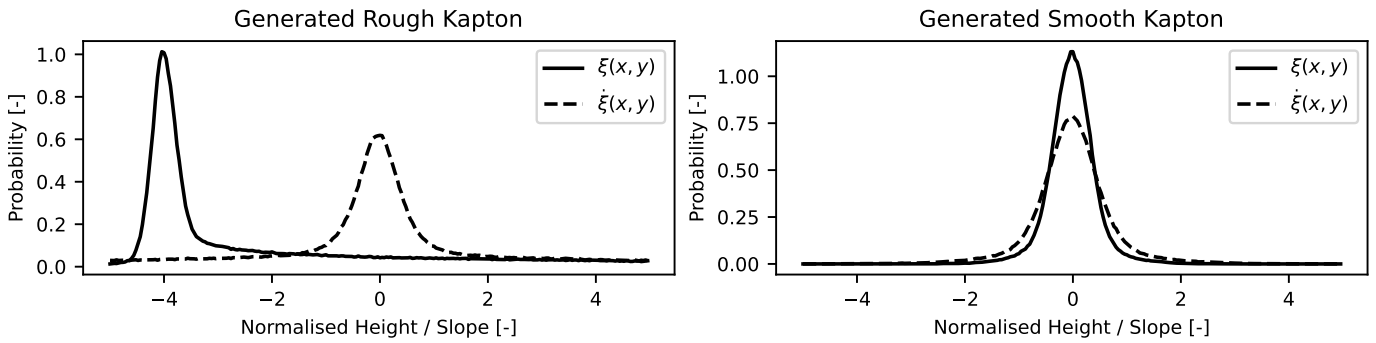 Generated Rough Kapton
1.0
0.8
0.6
0.4
0.2
0.0
Probability [-]
ξ(x, y)
ξ̇(x, y)
−4
−2
0
2
4
Normalised Height / Slope [-]
Generated Smooth Kapton
1.00
0.75
0.50
0.25
0.00
Probability [-]
ξ(x, y)
ξ̇(x, y)
−4
−2
0
2
4
Normalised Height / Slope [-]